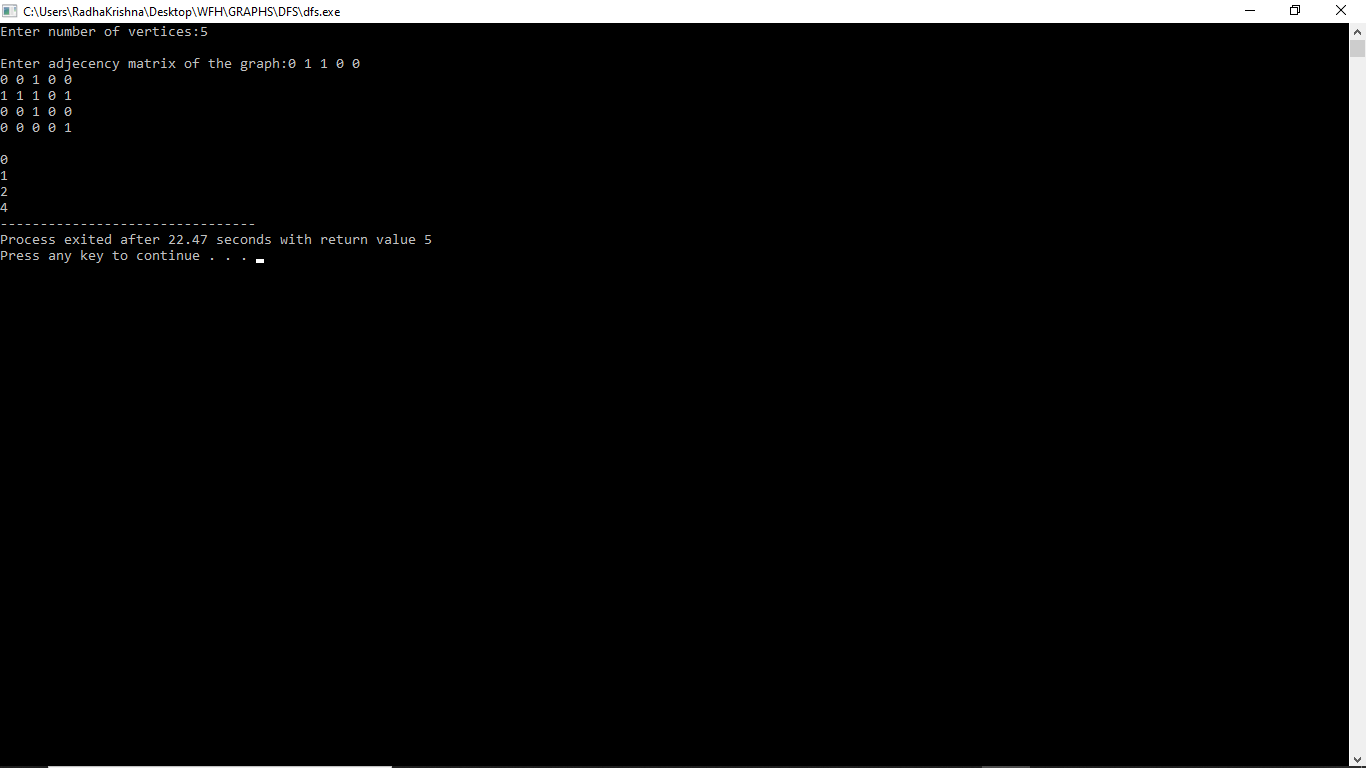 C:\Users\RadhaKrishna\Desktop\WFH\GRAPHS\DFS\dfs.exe
Enter number of vertices:5
Enter adjecency matrix of the graph:0 1 1 0 0
0 0 1 0 0
1 1 1 0 1
0 0 1 0 0
0 0 0 0 1
0
1
2
4
--------------------------------
Process exited after 22.47 seconds with return value 5
Press any key to continue . . .